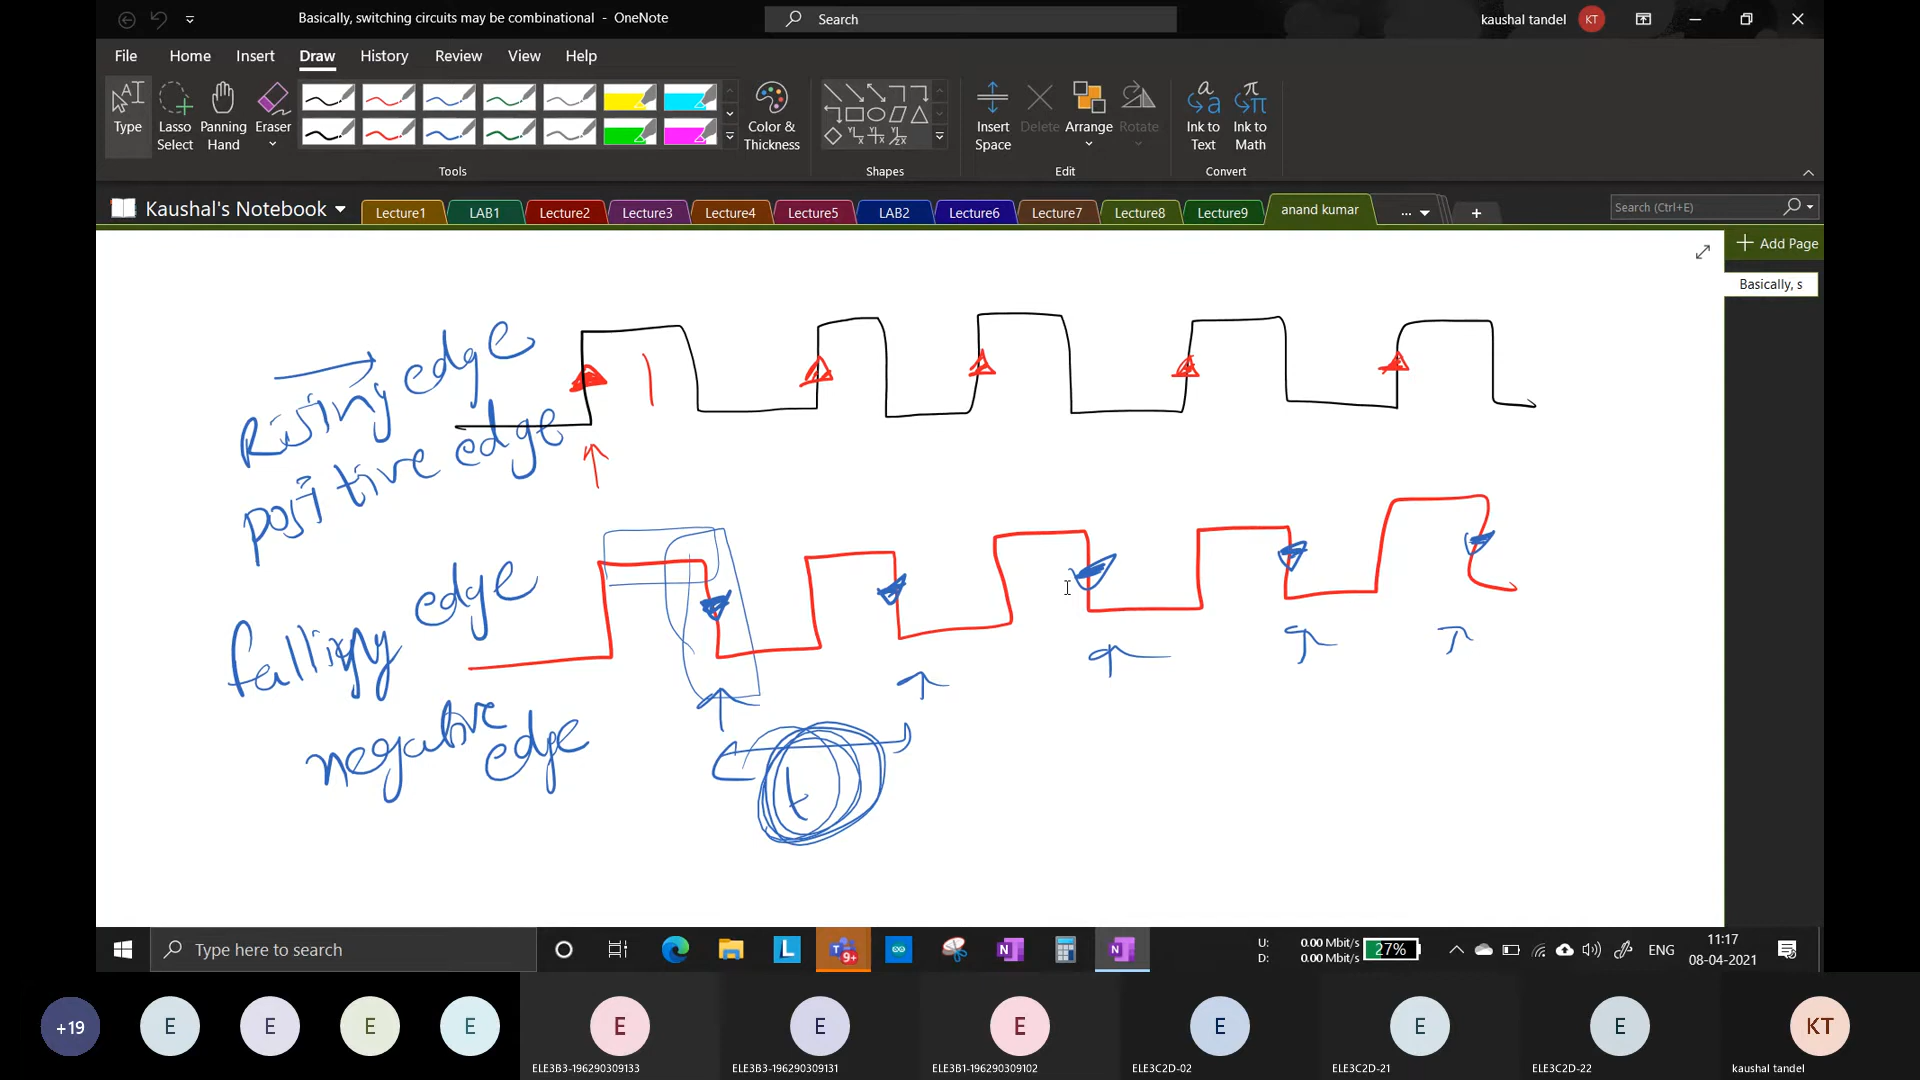 Basically, switching circuits may be combinational - OneNote
Search
kaushal tandel
KT
File Home Insert Draw History Review View Help
Type
Lasso Select
Panning Hand
Eraser
Color & Thickness
Insert Space
Delete
Arrange
Rotate
Ink to Text
Ink to Math
Tools
Shapes
Edit
Convert
Kaushal's Notebook
Lecture1 LAB1 Lecture2 Lecture3 Lecture4 Lecture5 LAB2 Lecture6 Lecture7 Lecture8 Lecture9 anand kumar ...
Search (Ctrl+E)
Add Page
Basically, s
Rising edge
positive edge
falling edge
negative edge
t
Type here to search
U: 0.00 Mbit/s
D: 0.00 Mbit/s
27%
ENG
11:17
08-04-2021
9+
+19
E E E E E E E E E E KT
ELE3B3-196290309133
ELE3B3-196290309131
ELE3B1-196290309102
ELE3C2D-02
ELE3C2D-21
ELE3C2D-22
kaushal tandel